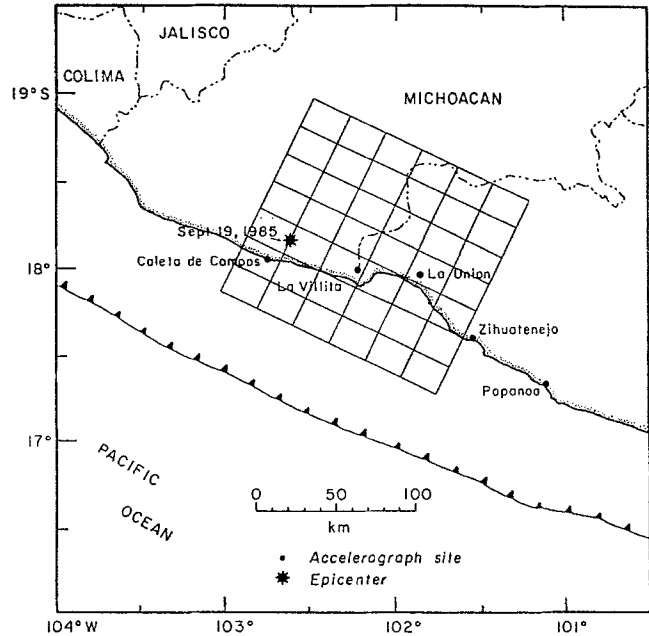 JALISCO
COLIMA
19°S
MICHOACAN
Sept 19, 1985
Caleta de Campos
18°
La Villita
La Union
Zihuatenejo
Papanoa
17°
PACIFIC
OCEAN
0 50 100
km
Accelerograph site
Epicenter
104°W
103°
102°
101°